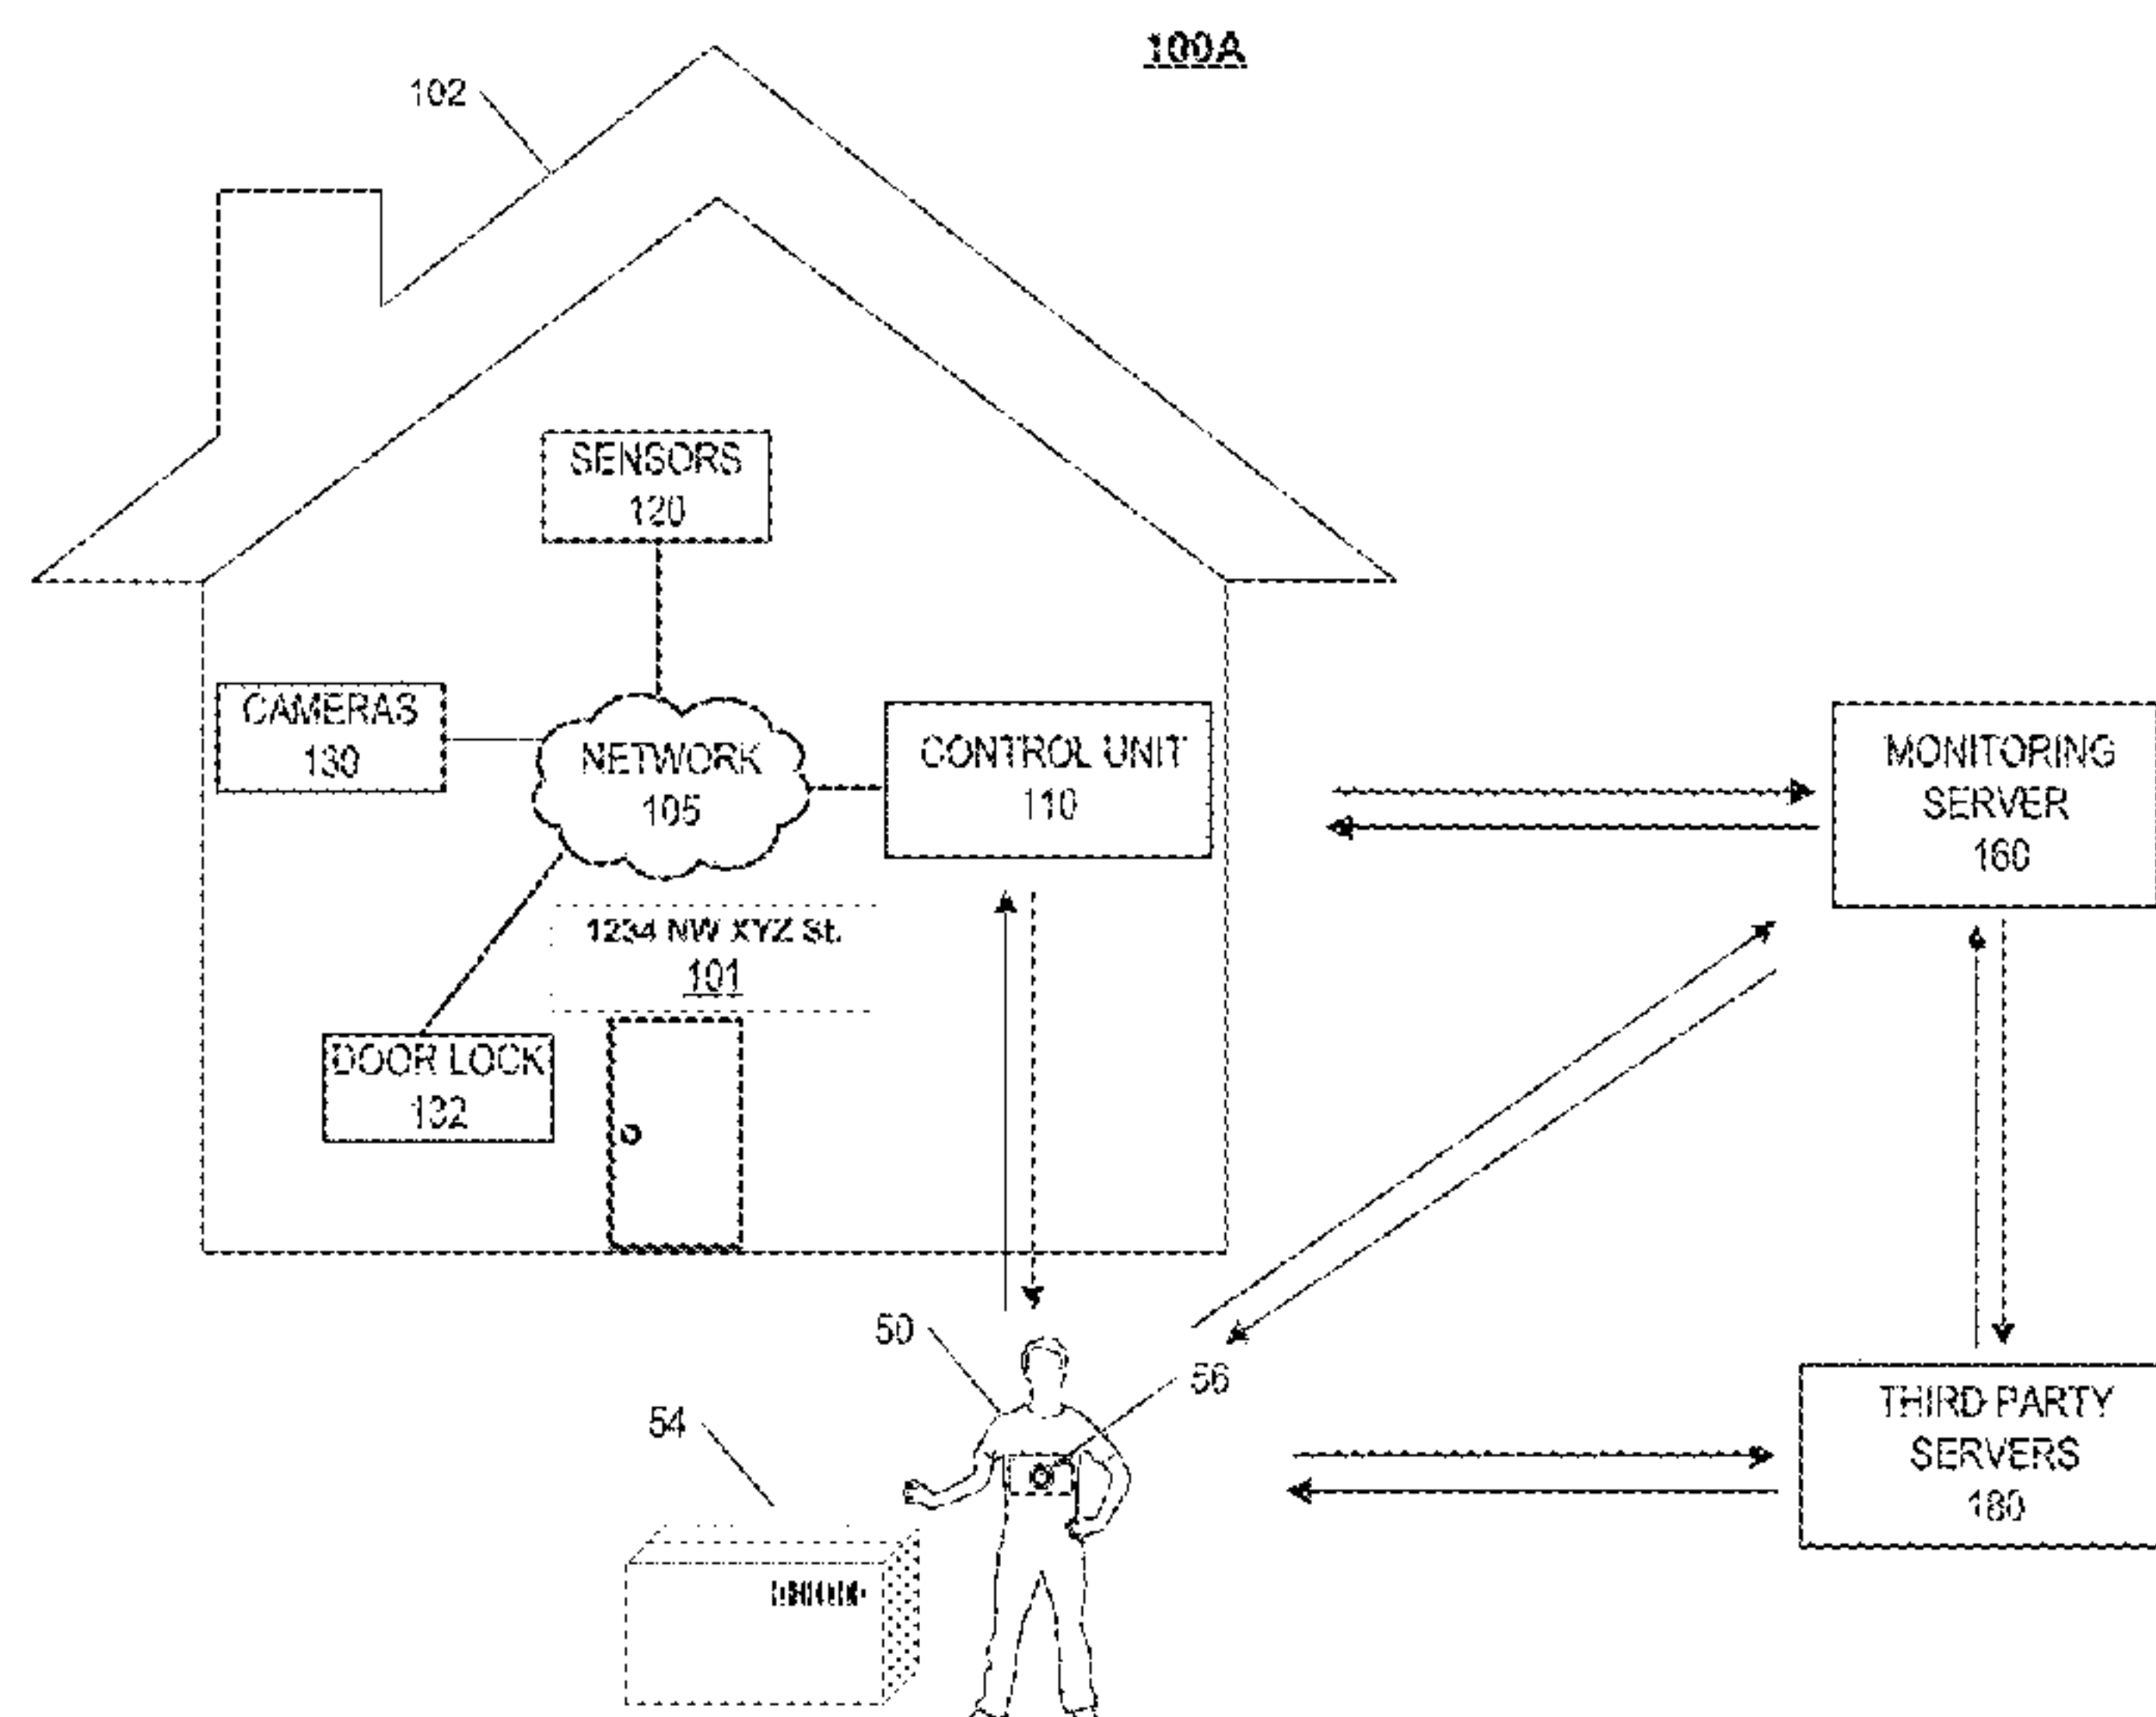 100A
102
SENSORS
120
CAMERAS
130
NETWORK
105
CONTROL UNIT
110
MONITORING
SERVER
160
1234 NW XYZ St.
101
DOOR LOCK
132
50
56
54
THIRD PARTY
SERVERS
180